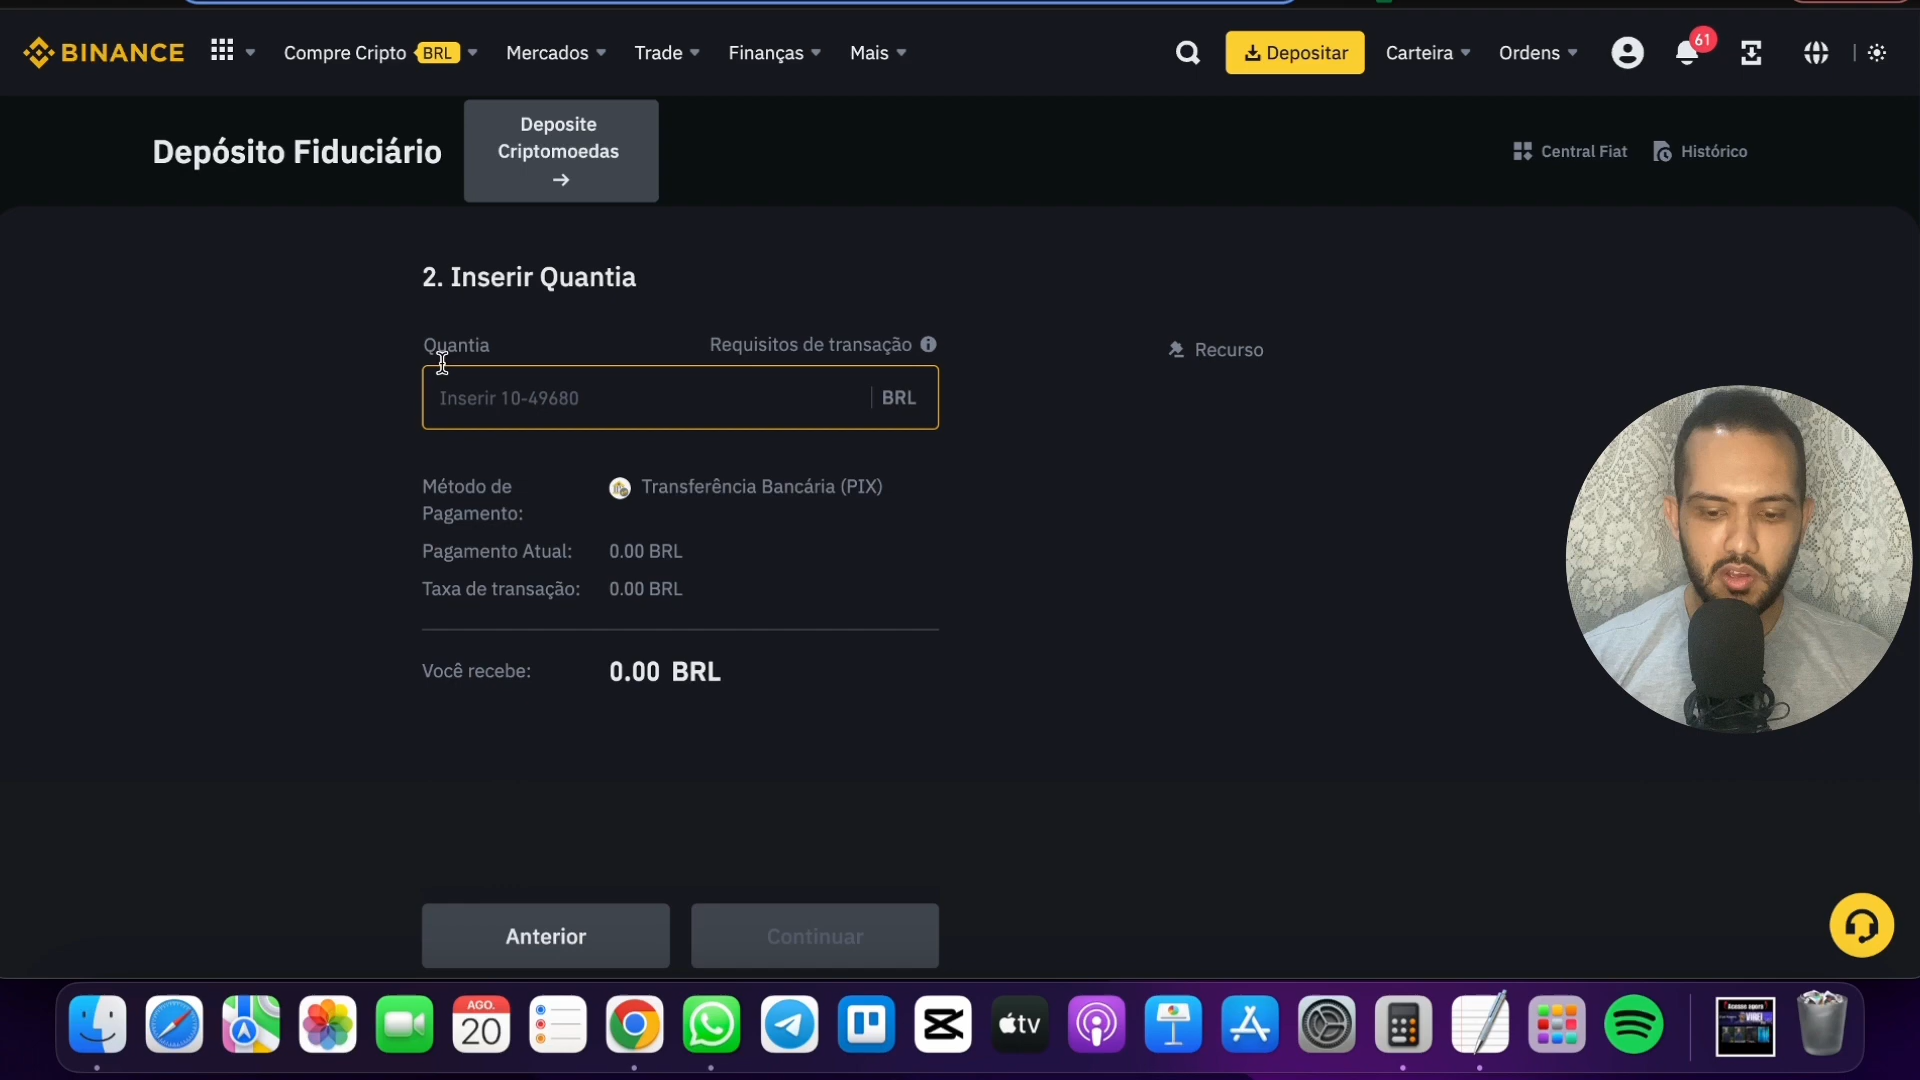 BINANCE
Compre Cripto BRL
Mercados
Trade
Finanças
Mais
Depositar
Carteira
Ordens
61
Depósito Fiduciário
Deposite
Criptomoedas
→
Central Fiat
Histórico
2. Inserir Quantia
Quantia
Requisitos de transação
Inserir 10-49680
BRL
Recurso
Método de
Pagamento:
Transferência Bancária (PIX)
Pagamento Atual:
0.00 BRL
Taxa de transação:
0.00 BRL
Você recebe:
0.00 BRL
Anterior
Continuar
AGO.
20
tv